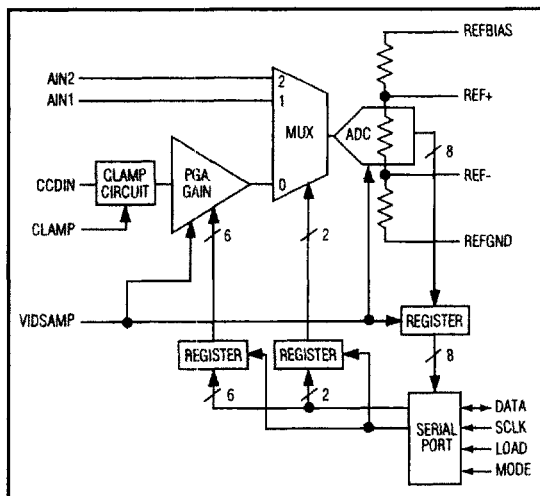 REFBIAS
AIN2
2
REF+
AIN1
1
MUX
ADC
8
CCDIN
CLAMP
CIRCUIT
PGA
GAIN
0
REF-
CLAMP
6
2
REFGND
VIDSAMP
REGISTER
REGISTER
REGISTER
8
6
2
SERIAL
PORT
DATA
SCLK
LOAD
MODE